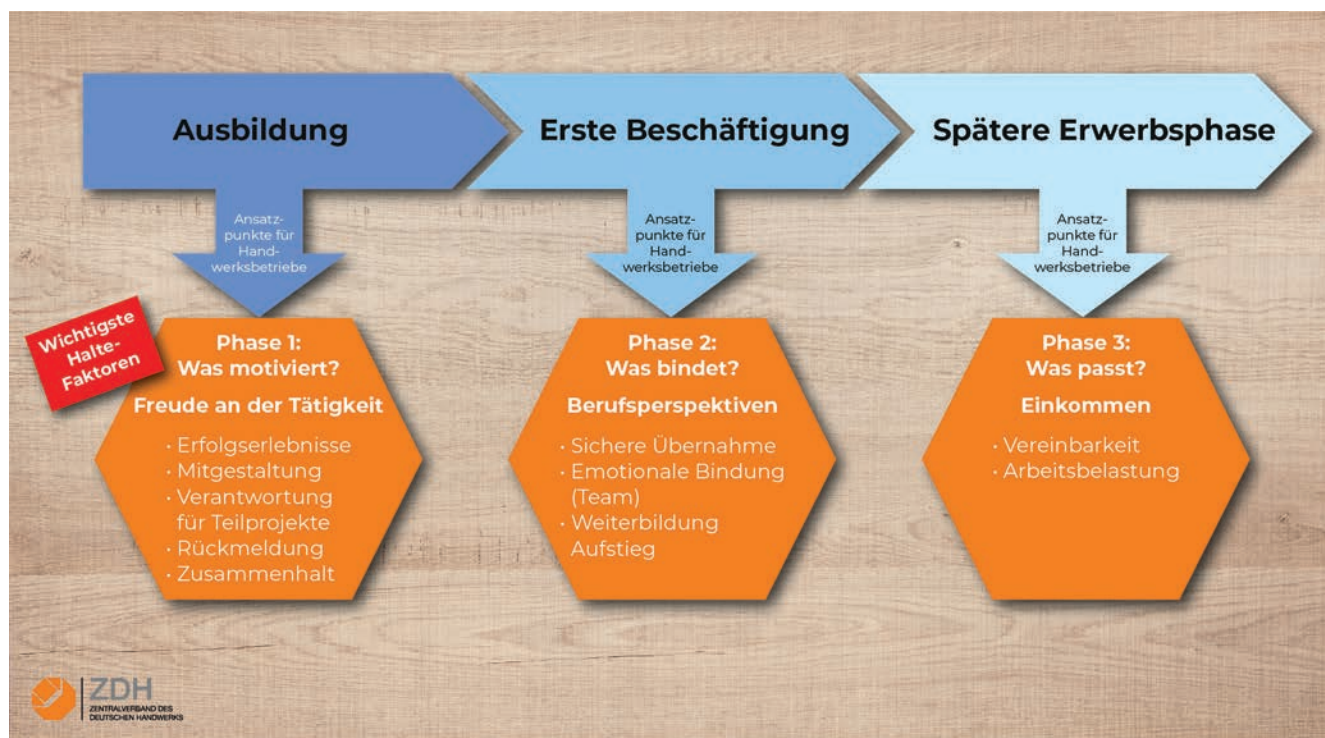 Ausbildung
Erste Beschäftigung
Spätere Erwerbsphase
Ansatz-
punkte für
Hand-
werksbetriebe
Ansatz-
punkte für
Hand-
werksbetriebe
Ansatz-
punkte für
Hand-
werksbetriebe
Wichtigste
Halte-
Faktoren
Phase 1:
Was motiviert?
Freude an der Tätigkeit
· Erfolgserlebnisse
· Mitgestaltung
· Verantwortung
für Teilprojekte
· Rückmeldung
· Zusammenhalt
Phase 2:
Was bindet?
Berufsperspektiven
· Sichere Übernahme
· Emotionale Bindung
(Team)
· Weiterbildung
Aufstieg
Phase 3:
Was passt?
Einkommen
· Vereinbarkeit
· Arbeitsbelastung
ZDH
ZENTRALVERBAND DES
DEUTSCHEN HANDWERKS